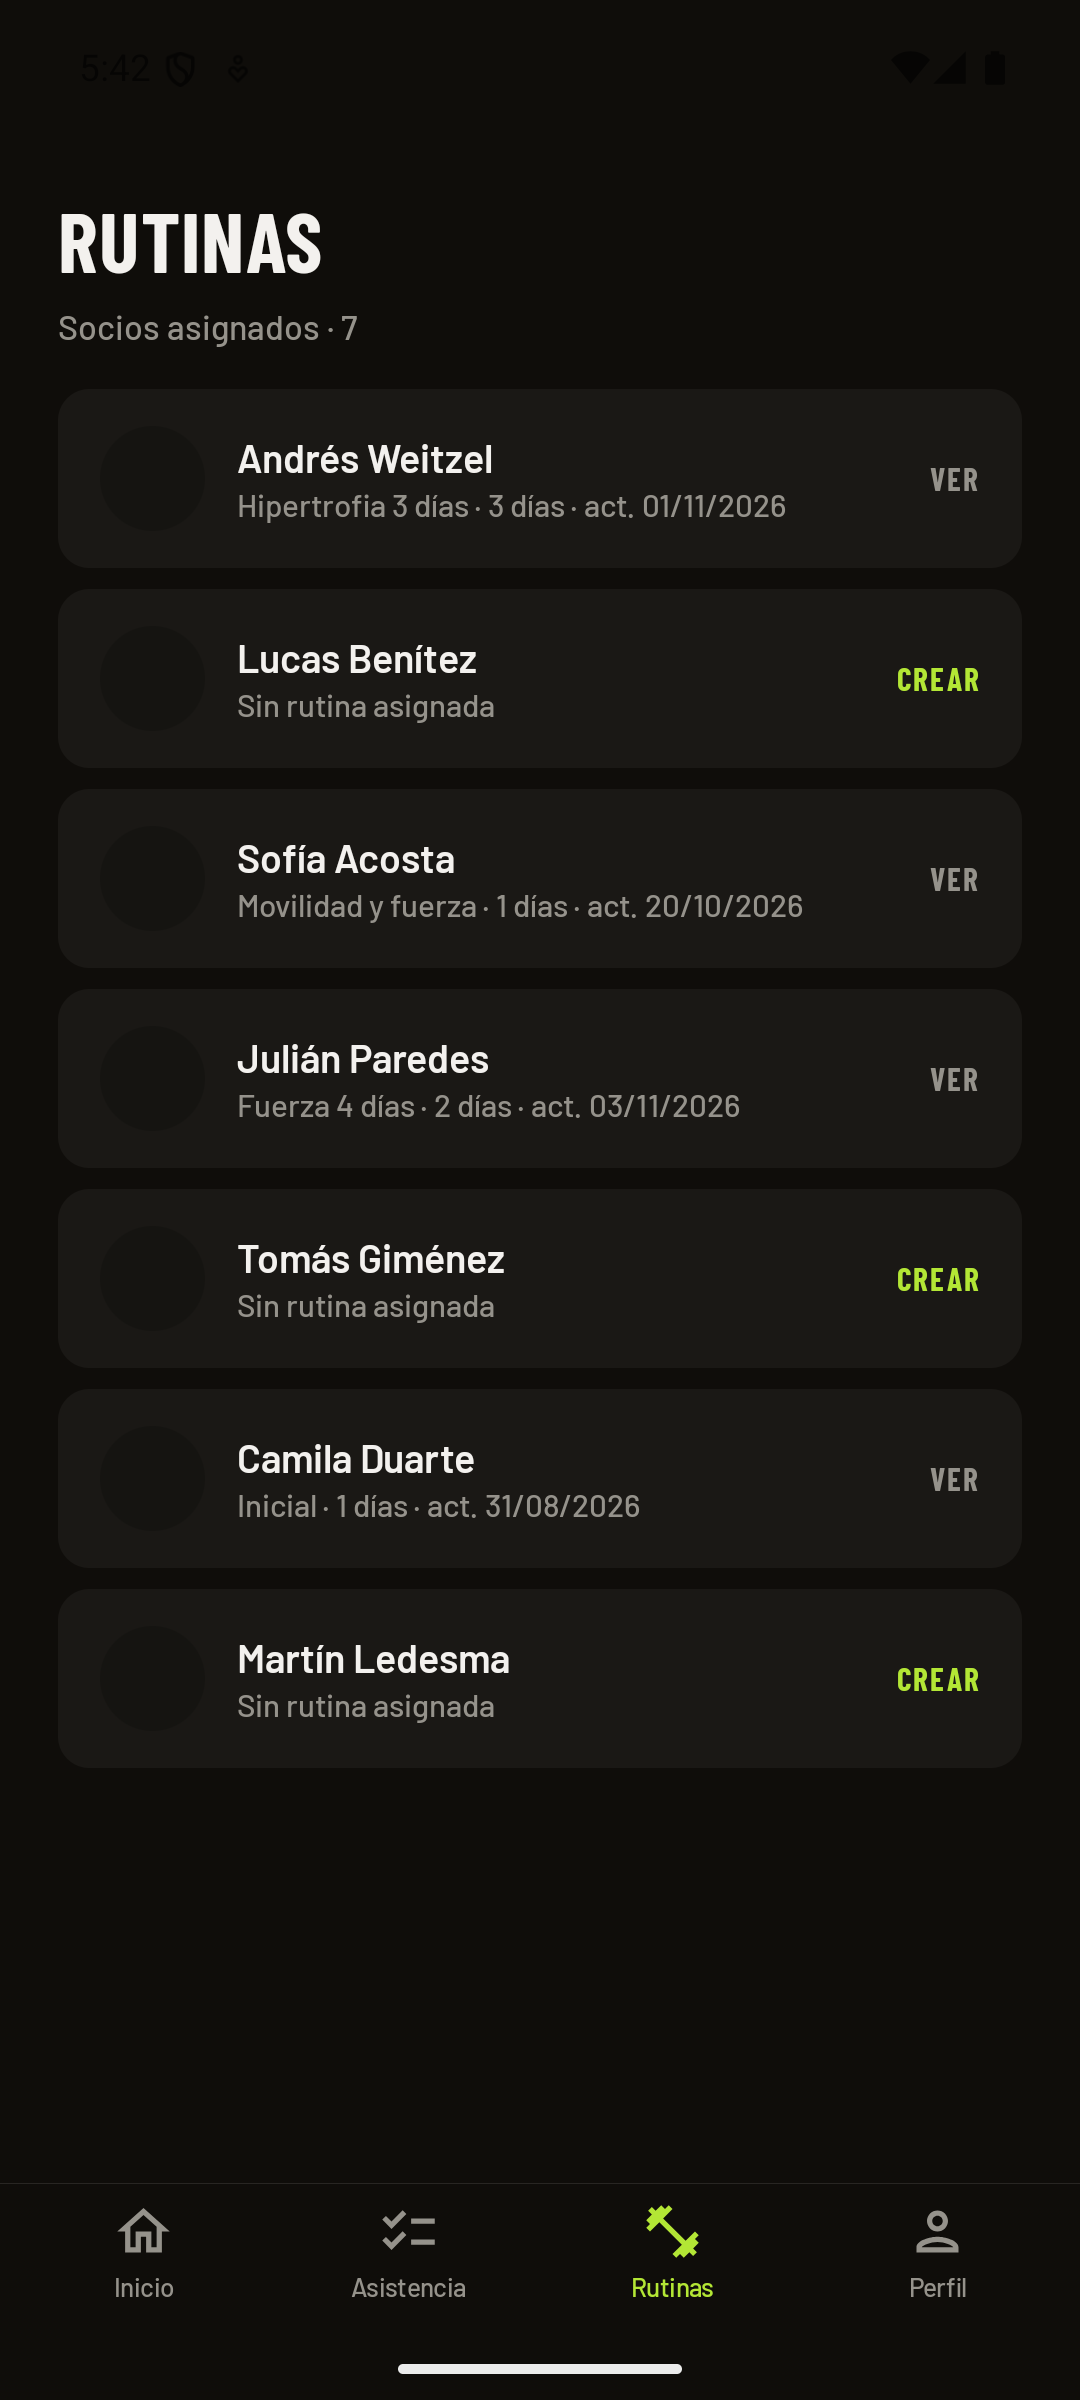 5:42
RUTINAS
Socios asignados · 7
Andrés Weitzel
Hipertrofia 3 días · 3 días · act. 01/11/2026
VER
Lucas Benítez
Sin rutina asignada
CREAR
Sofía Acosta
Movilidad y fuerza · 1 días · act. 20/10/2026
VER
Julián Paredes
Fuerza 4 días · 2 días · act. 03/11/2026
VER
Tomás Giménez
Sin rutina asignada
CREAR
Camila Duarte
Inicial · 1 días · act. 31/08/2026
VER
Martín Ledesma
Sin rutina asignada
CREAR
Inicio
Asistencia
Rutinas
Perfil